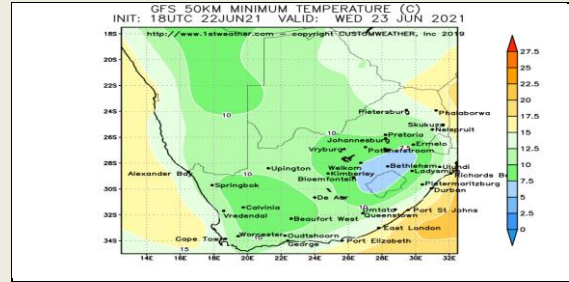 GFS 50KM MINIMUM TEMPERATURE (C)
INIT: 18UTC 22JUN21 VALID: WED 23 JUN 2021
http://www.1stweather.com — copyright CUSTOMWEATHER, Inc 2019
18S
20S
22S
24S
26S
28S
30S
32S
34S
10
Pietersburg
Phalaborwa
Skukuza
Nelspruit
10
Pretoria
Johannesburg
Ermelo
Vryburg
Potchefstroom
7.5
Welkom
Bethlehem
Ulundi
Upington
Kimberley
Ladysmith
Alexander Bay
Bloemfontein
Richards Ba
10
Springbok
Pietermaritzburg
Durban
De Aar
Calvinia
10
Umtata
Port St Johns
Vredendal
Beaufort West
Queenstown
East London
Worcester
Oudtshoorn
10
Cape Town
George
Port Elizabeth
15
14E 16E 18E 20E 22E 24E 26E 28E 30E 32E
27.5
25
22.5
20
17.5
15
12.5
10
7.5
5
2.5
0